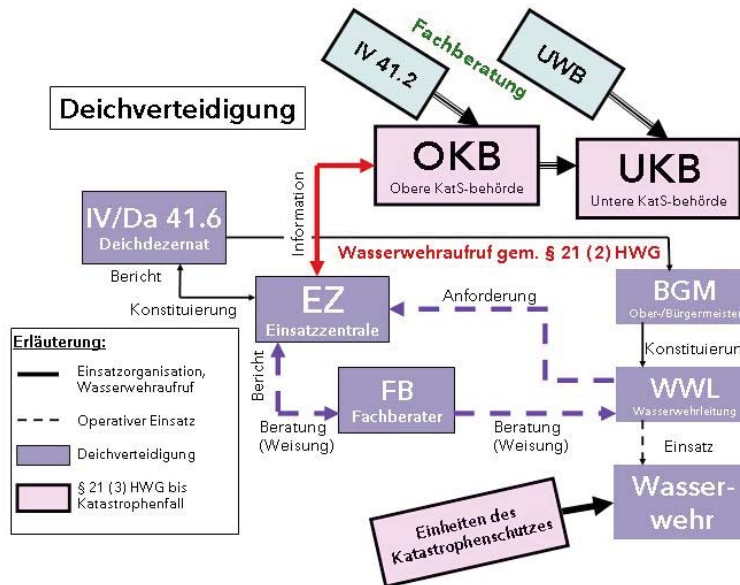 Deichverteidigung
IV 41.2
Fachberatung
UWB
OKB
Obere KatS-behörde
UKB
Untere KatS-behörde
IV/Da 41.6
Deichdezernat
Information
Wasserwehraufruf gem. § 21 (2) HWG
Bericht
Konstituierung
EZ
Einsatzzentrale
Anforderung
BGM
Ober-/Bürgermeister
Konstituierun
Erläuterung:
Einsatzorganisation,
Wasserwehraufruf
Operativer Einsatz
Deichverteidigung
§ 21 (3) HWG bis
Katastrophenfall
Bericht
FB
Fachberater
Beratung
(Weisung)
Beratung
(Weisung)
WWL
Wasserwehrleitung
Einsatz
Wasser-
wehr
Einheiten des
Katastrophenschutzes